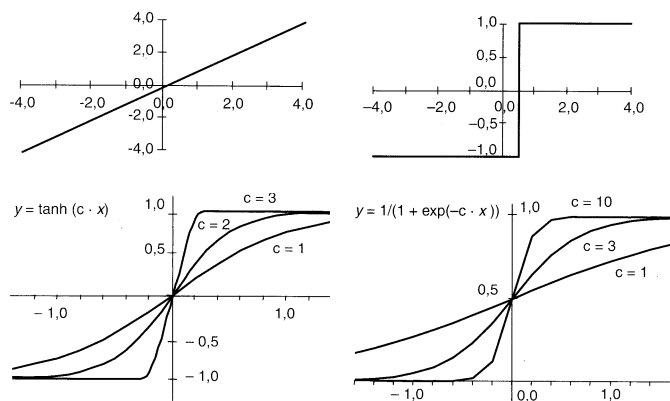 4,0
2,0
0,0
-4,0 -2,0 0,0 2,0 4,0
-2,0
-4,0
1,0
0,5
0,0
-4,0 -2,0 0,0 2,0 4,0
-0,5
-1,0
y = tanh (c · x)
1,0
c = 3
c = 2
0,5
c = 1
- 1,0 1,0
- 0,5
- 1,0
y = 1/(1 + exp(-c · x))
1,0
c = 10
c = 3
0,5
c = 1
- 1,0 0,0 1,0